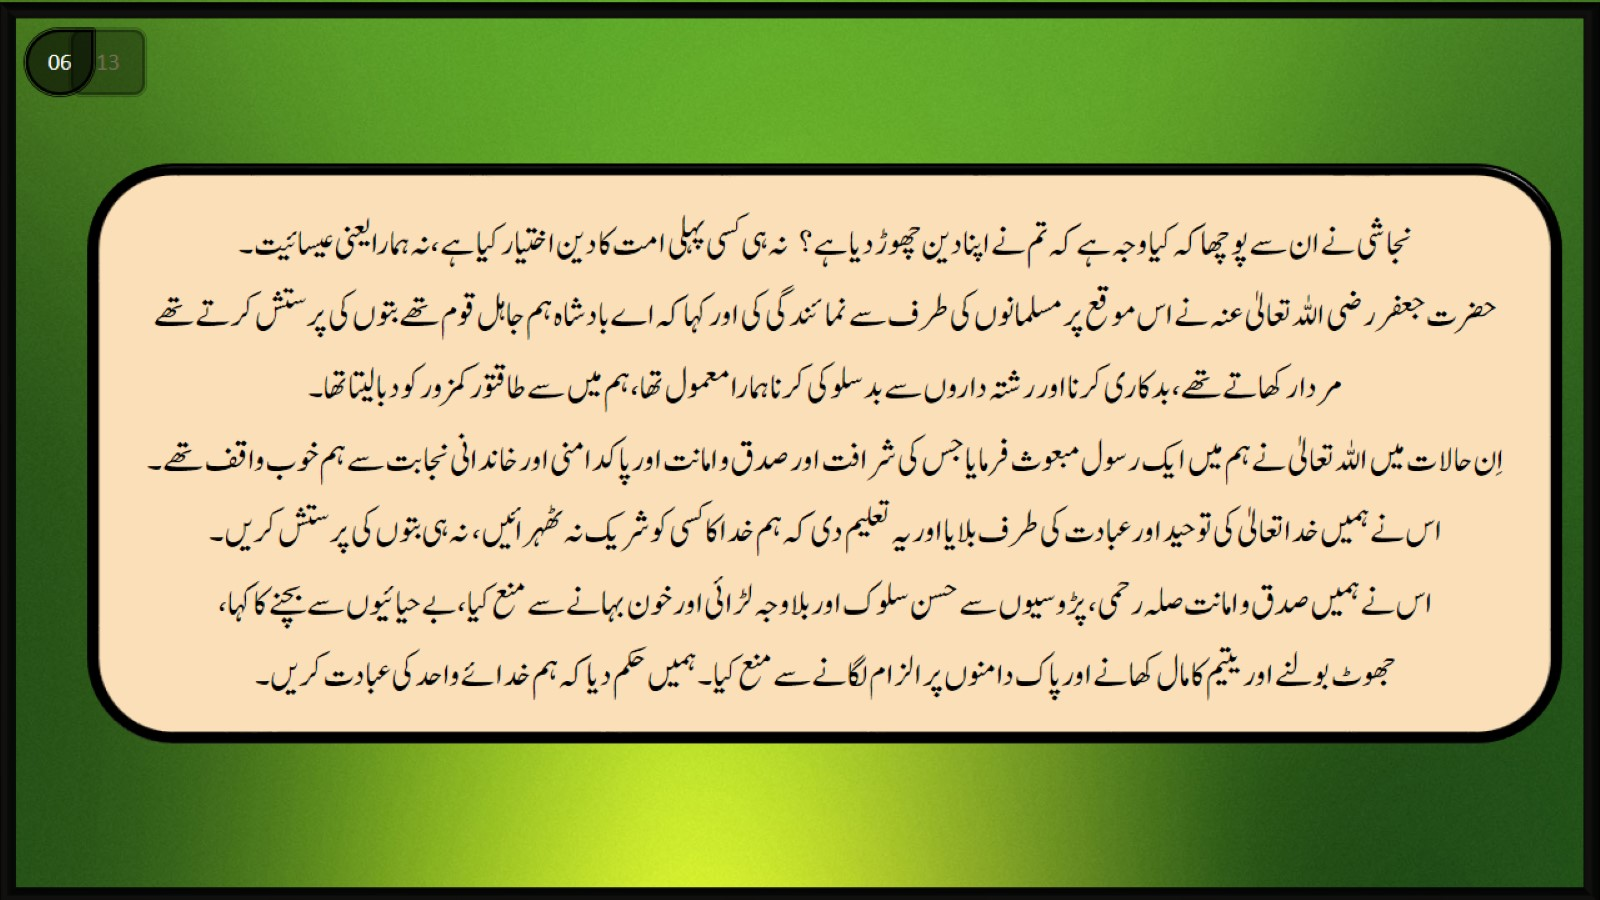 06
13
نجاشی نے ان سے پوچھا کہ کیا وجہ ہے کہ تم نے اپنا دین چھوڑ دیا ہے؟ نہ ہی کسی پہلی امت کا دین اختیار کیا ہے، نہ ہمارا یعنی عیسائیت۔
حضرت جعفر رضی اللہ تعالیٰ عنہ نے اس موقع پر مسلمانوں کی طرف سے نمائندگی کی اور کہا کہ اے بادشاہ ہم جاہل قوم تھے بتوں کی پرستش کرتے تھے
مردار کھاتے تھے، بدکاری کرنا اور رشتہ داروں سے بدسلوکی کرنا ہمارا معمول تھا، ہم میں سے طاقتور کمزور کو دبا لیتا تھا۔
اِن حالات میں اللہ تعالیٰ نے ہم میں ایک رسول مبعوث فرمایا جس کی شرافت اور صدق و امانت اور پاکدامنی اور خاندانی نجابت سے ہم خوب واقف تھے۔
اس نے ہمیں خدا تعالیٰ کی توحید اور عبادت کی طرف بلایا اور یہ تعلیم دی کہ ہم خدا کا کسی کو شریک نہ ٹھہرائیں، نہ ہی بتوں کی پرستش کریں۔
اس نے ہمیں صدق و امانت صلہ رحمی، پڑوسیوں سے حسن سلوک اور بلاوجہ لڑائی اور خون بہانے سے منع کیا، بے حیائیوں سے بچنے کا کہا،
جھوٹ بولنے اور یتیم کا مال کھانے اور پاک دامنوں پر الزام لگانے سے منع کیا۔ ہمیں حکم دیا کہ ہم خدائے واحد کی عبادت کریں۔